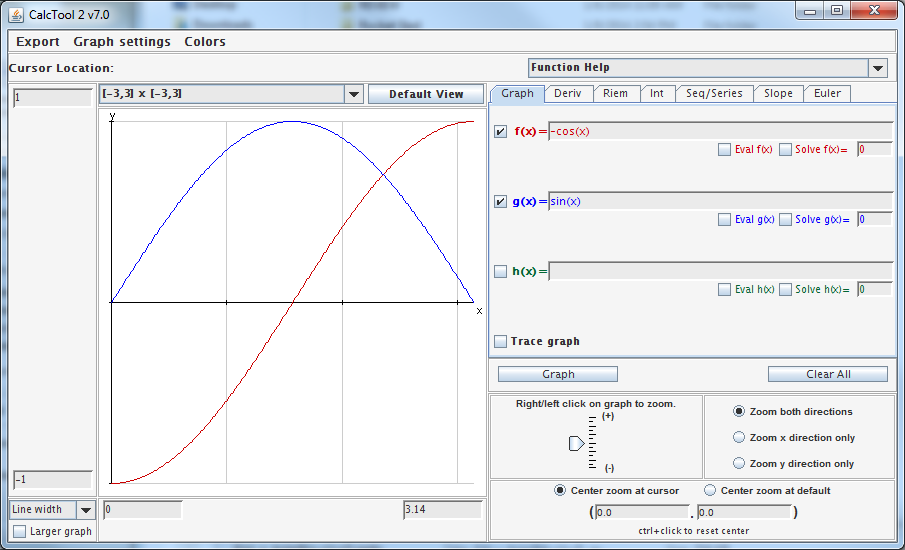 CalcTool 2 v7.0
Export Graph settings Colors
Cursor Location:
Function Help
1
[-3,3] x [-3,3]
Default View
Graph Deriv Riem Int Seq/Series Slope Euler
y
x
f(x)= -cos(x)
Eval f(x) Solve f(x)= 0
g(x)= sin(x)
Eval g(x) Solve g(x)= 0
h(x)=
Eval h(x) Solve h(x)= 0
Trace graph
Graph Clear All
Right/left click on graph to zoom.
(+)
(-)
Zoom both directions
Zoom x direction only
Zoom y direction only
-1
Line width
0 3.14
Larger graph
Center zoom at cursor Center zoom at default
(0.0 . 0.0 )
ctrl+click to reset center